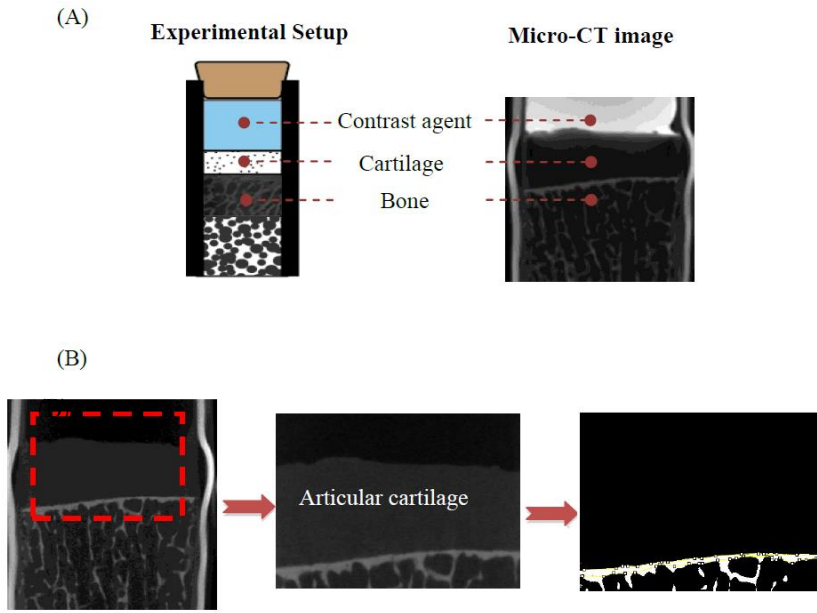 (A)
Experimental Setup
Micro-CT image
Contrast agent
Cartilage
Bone
(B)
Articular cartilage